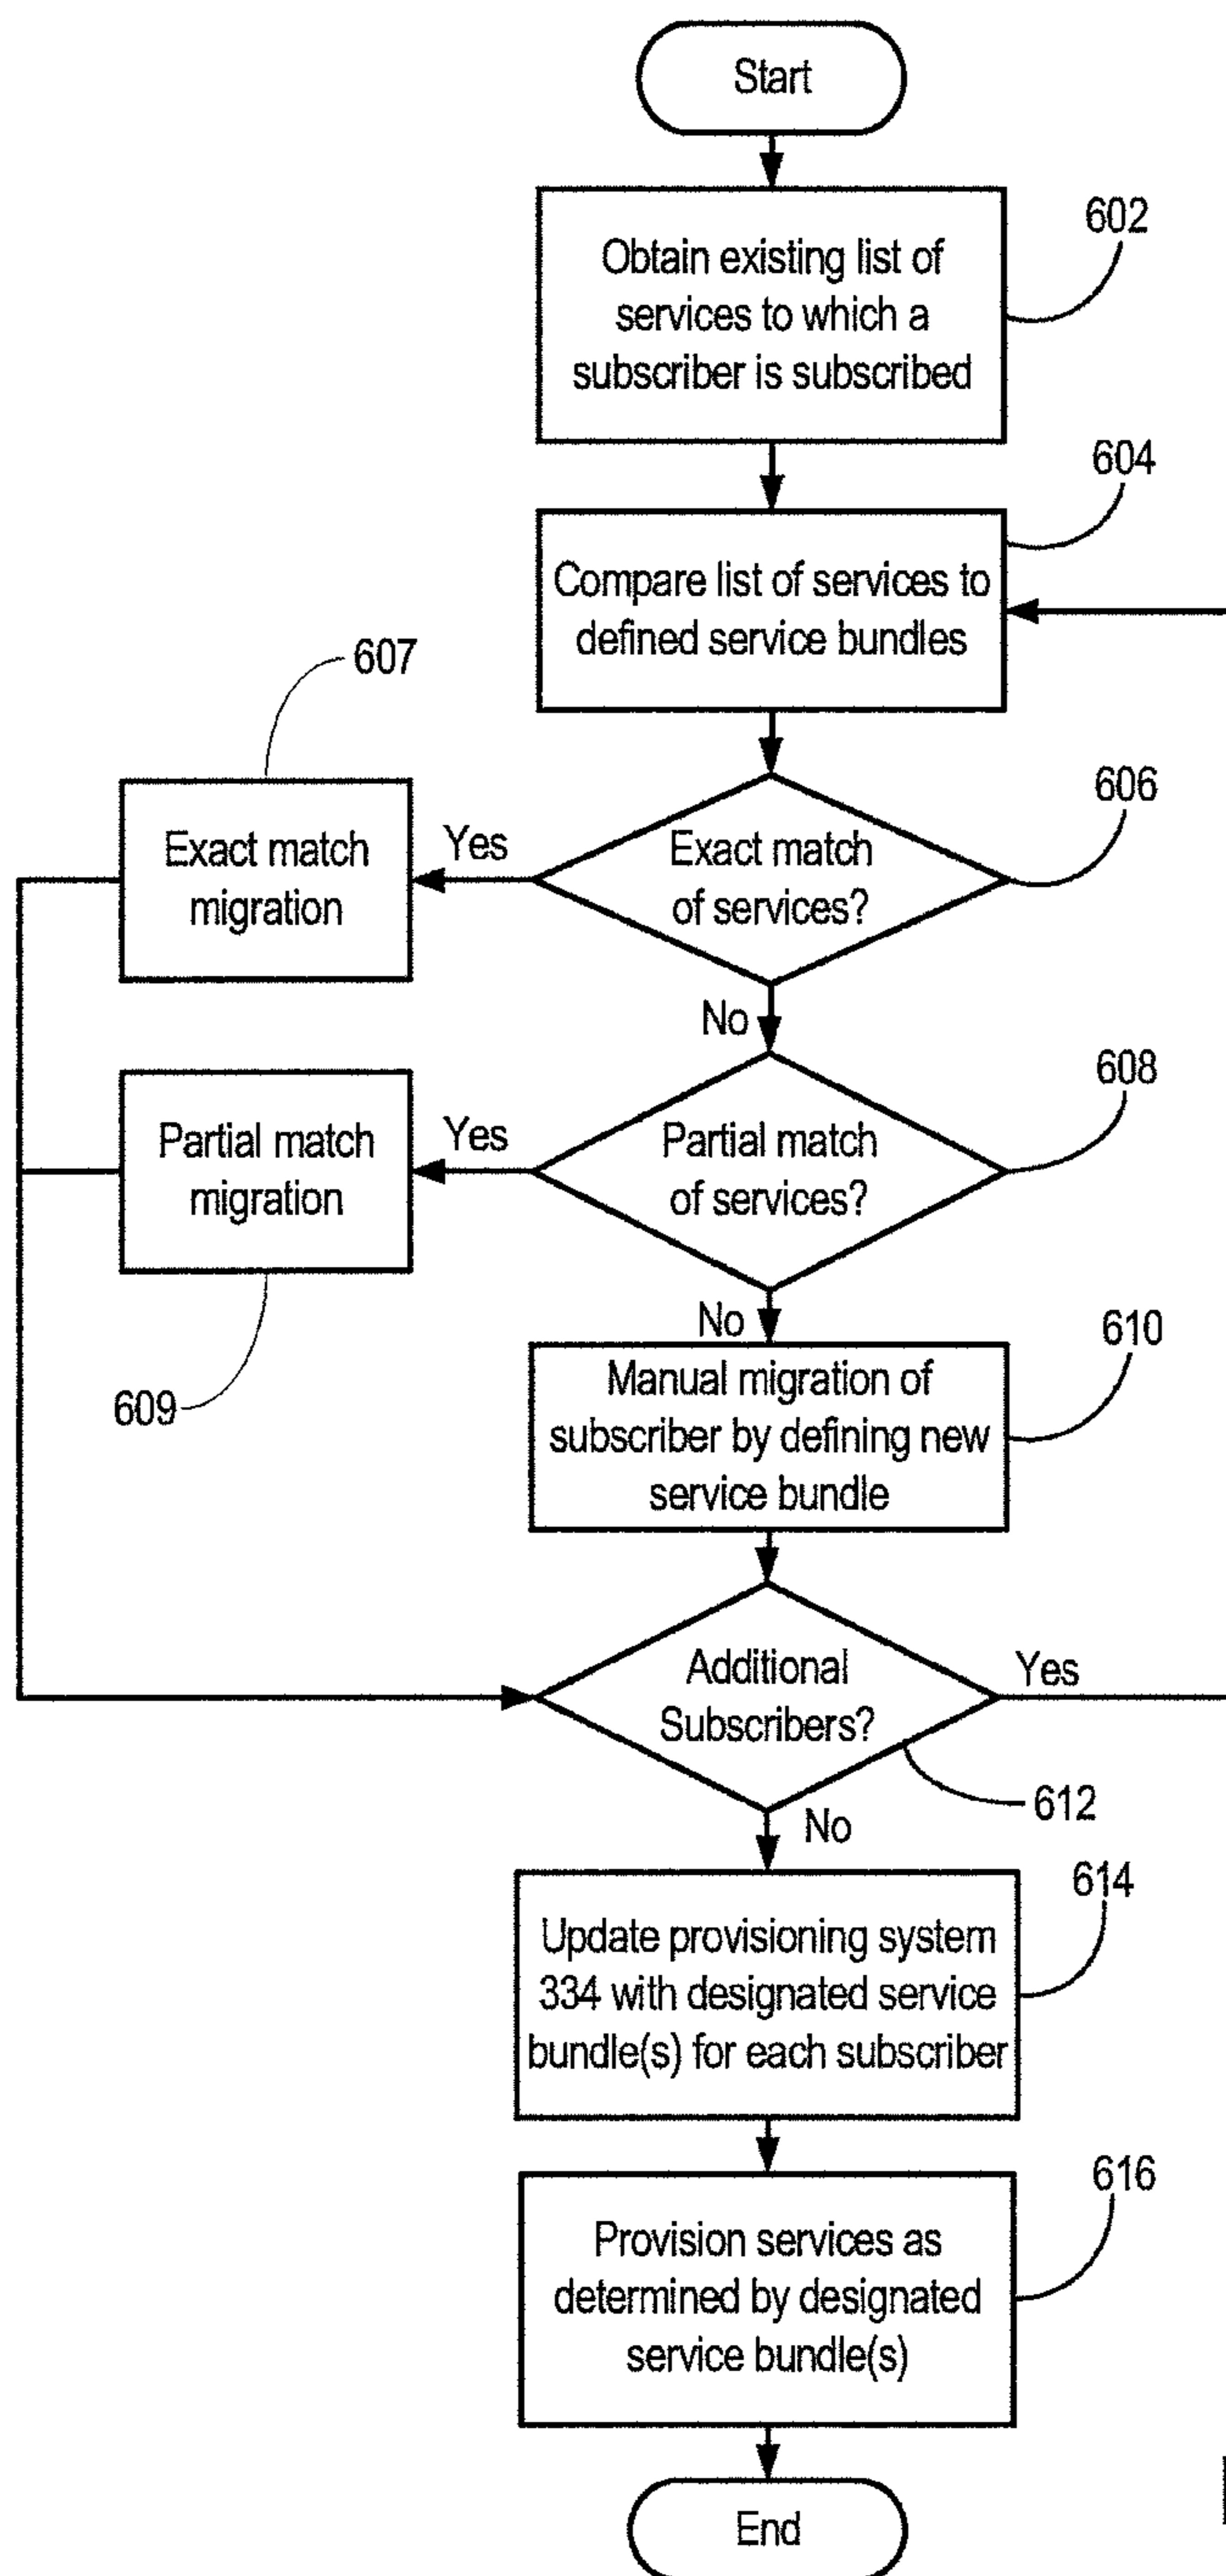 Start
Obtain existing list of
services to which a
subscriber is subscribed
602
Compare list of services to
defined service bundles
604
Exact match
of services?
606
Yes
Exact match
migration
607
No
Partial match
of services?
608
Yes
Partial match
migration
609
No
Manual migration of
subscriber by defining new
service bundle
610
Additional
Subscribers?
Yes
612
No
Update provisioning system
334 with designated service
bundle(s) for each subscriber
614
Provision services as
determined by designated
service bundle(s)
616
End